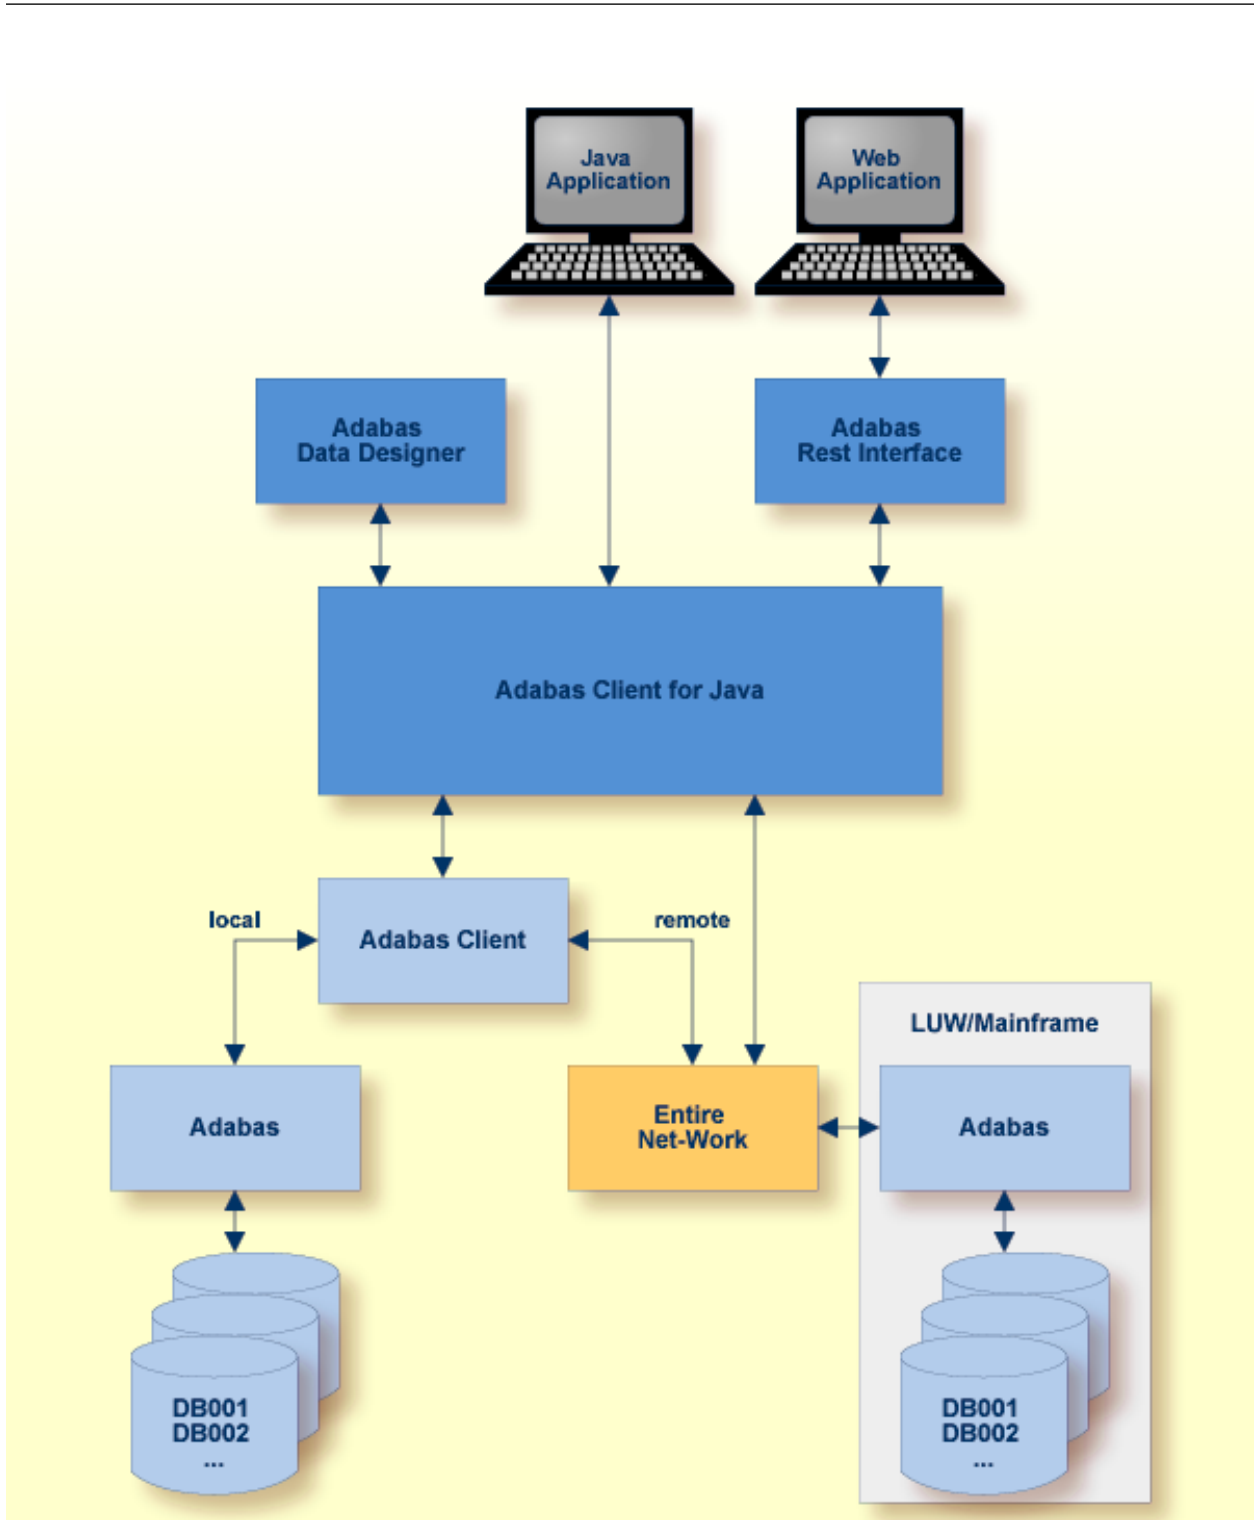 Java
Application
Web
Application
Adabas
Data Designer
Adabas
Rest Interface
Adabas Client for Java
local
Adabas Client
remote
LUW/Mainframe
Adabas
Entire
Net-Work
Adabas
DB001
DB002
...
DB001
DB002
...